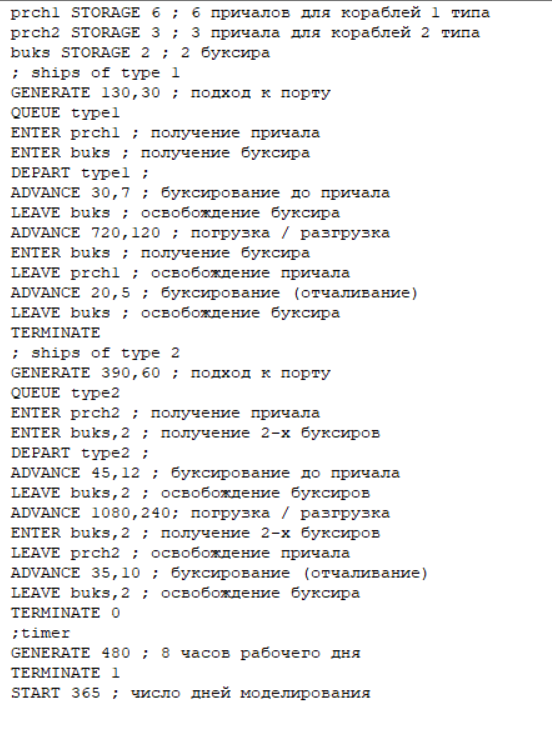 prch1 STORAGE 6 ; 6 причалов для кораблей 1 типа
prch2 STORAGE 3 ; 3 причала для кораблей 2 типа
buks STORAGE 2 ; 2 буксира
; ships of type 1
GENERATE 130,30 ; подход к порту
QUEUE type1
ENTER prch1 ; получение причала
ENTER buks ; получение буксира
DEPART type1 ;
ADVANCE 30,7 ; буксирование до причала
LEAVE buks ; освобождение буксира
ADVANCE 720,120 ; погрузка / разгрузка
ENTER buks ; получение буксира
LEAVE prch1 ; освобождение причала
ADVANCE 20,5 ; буксирование (отчаливание)
LEAVE buks ; освобождение буксира
TERMINATE
; ships of type 2
GENERATE 390,60 ; подход к порту
QUEUE type2
ENTER prch2 ; получение причала
ENTER buks,2 ; получение 2-х буксиров
DEPART type2 ;
ADVANCE 45,12 ; буксирование до причала
LEAVE buks,2 ; освобождение буксиров
ADVANCE 1080,240; погрузка / разгрузка
ENTER buks,2 ; получение 2-х буксиров
LEAVE prch2 ; освобождение причала
ADVANCE 35,10 ; буксирование (отчаливание)
LEAVE buks,2 ; освобождение буксира
TERMINATE 0
;timer
GENERATE 480 ; 8 часов рабочего дня
TERMINATE 1
START 365 ; число дней моделирования